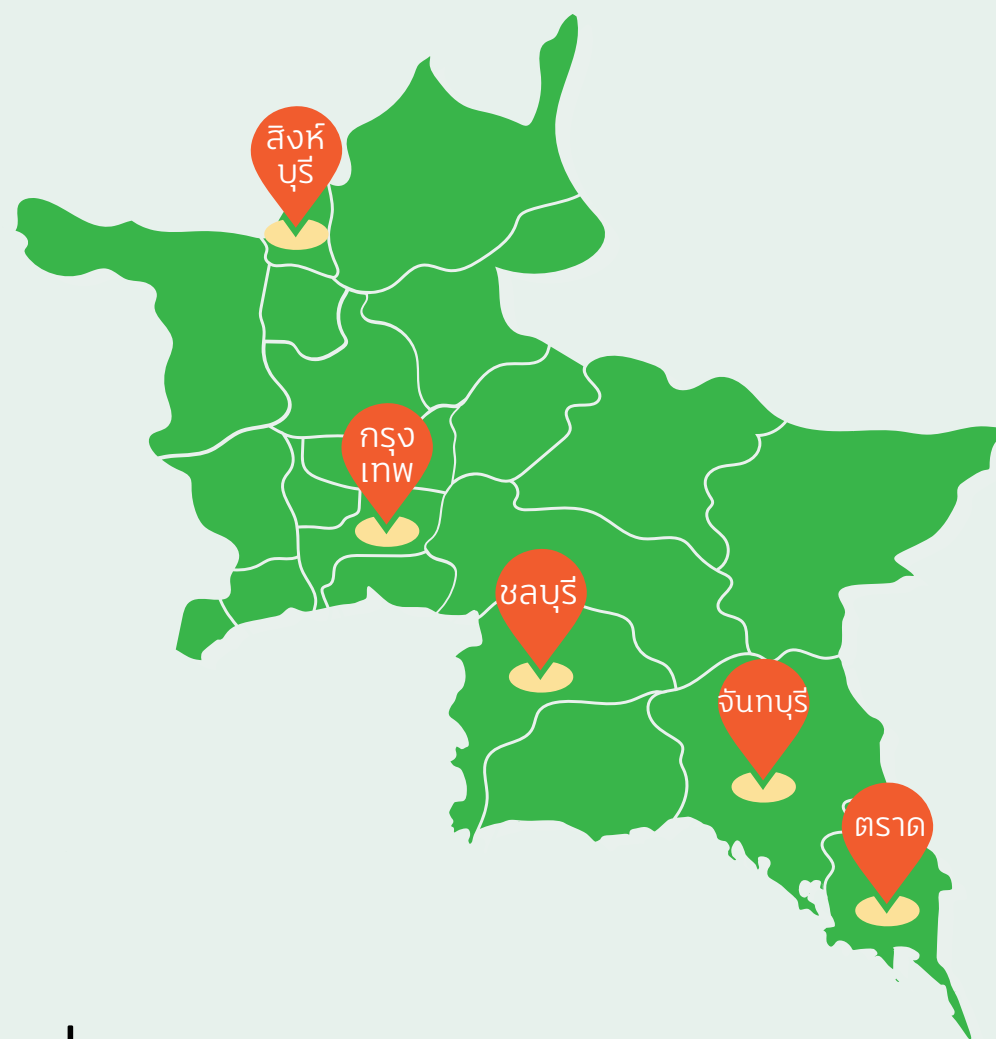 สิงห์
บุรี
กรุง
เทพ
ชลบุรี
จันทบุรี
ตราด